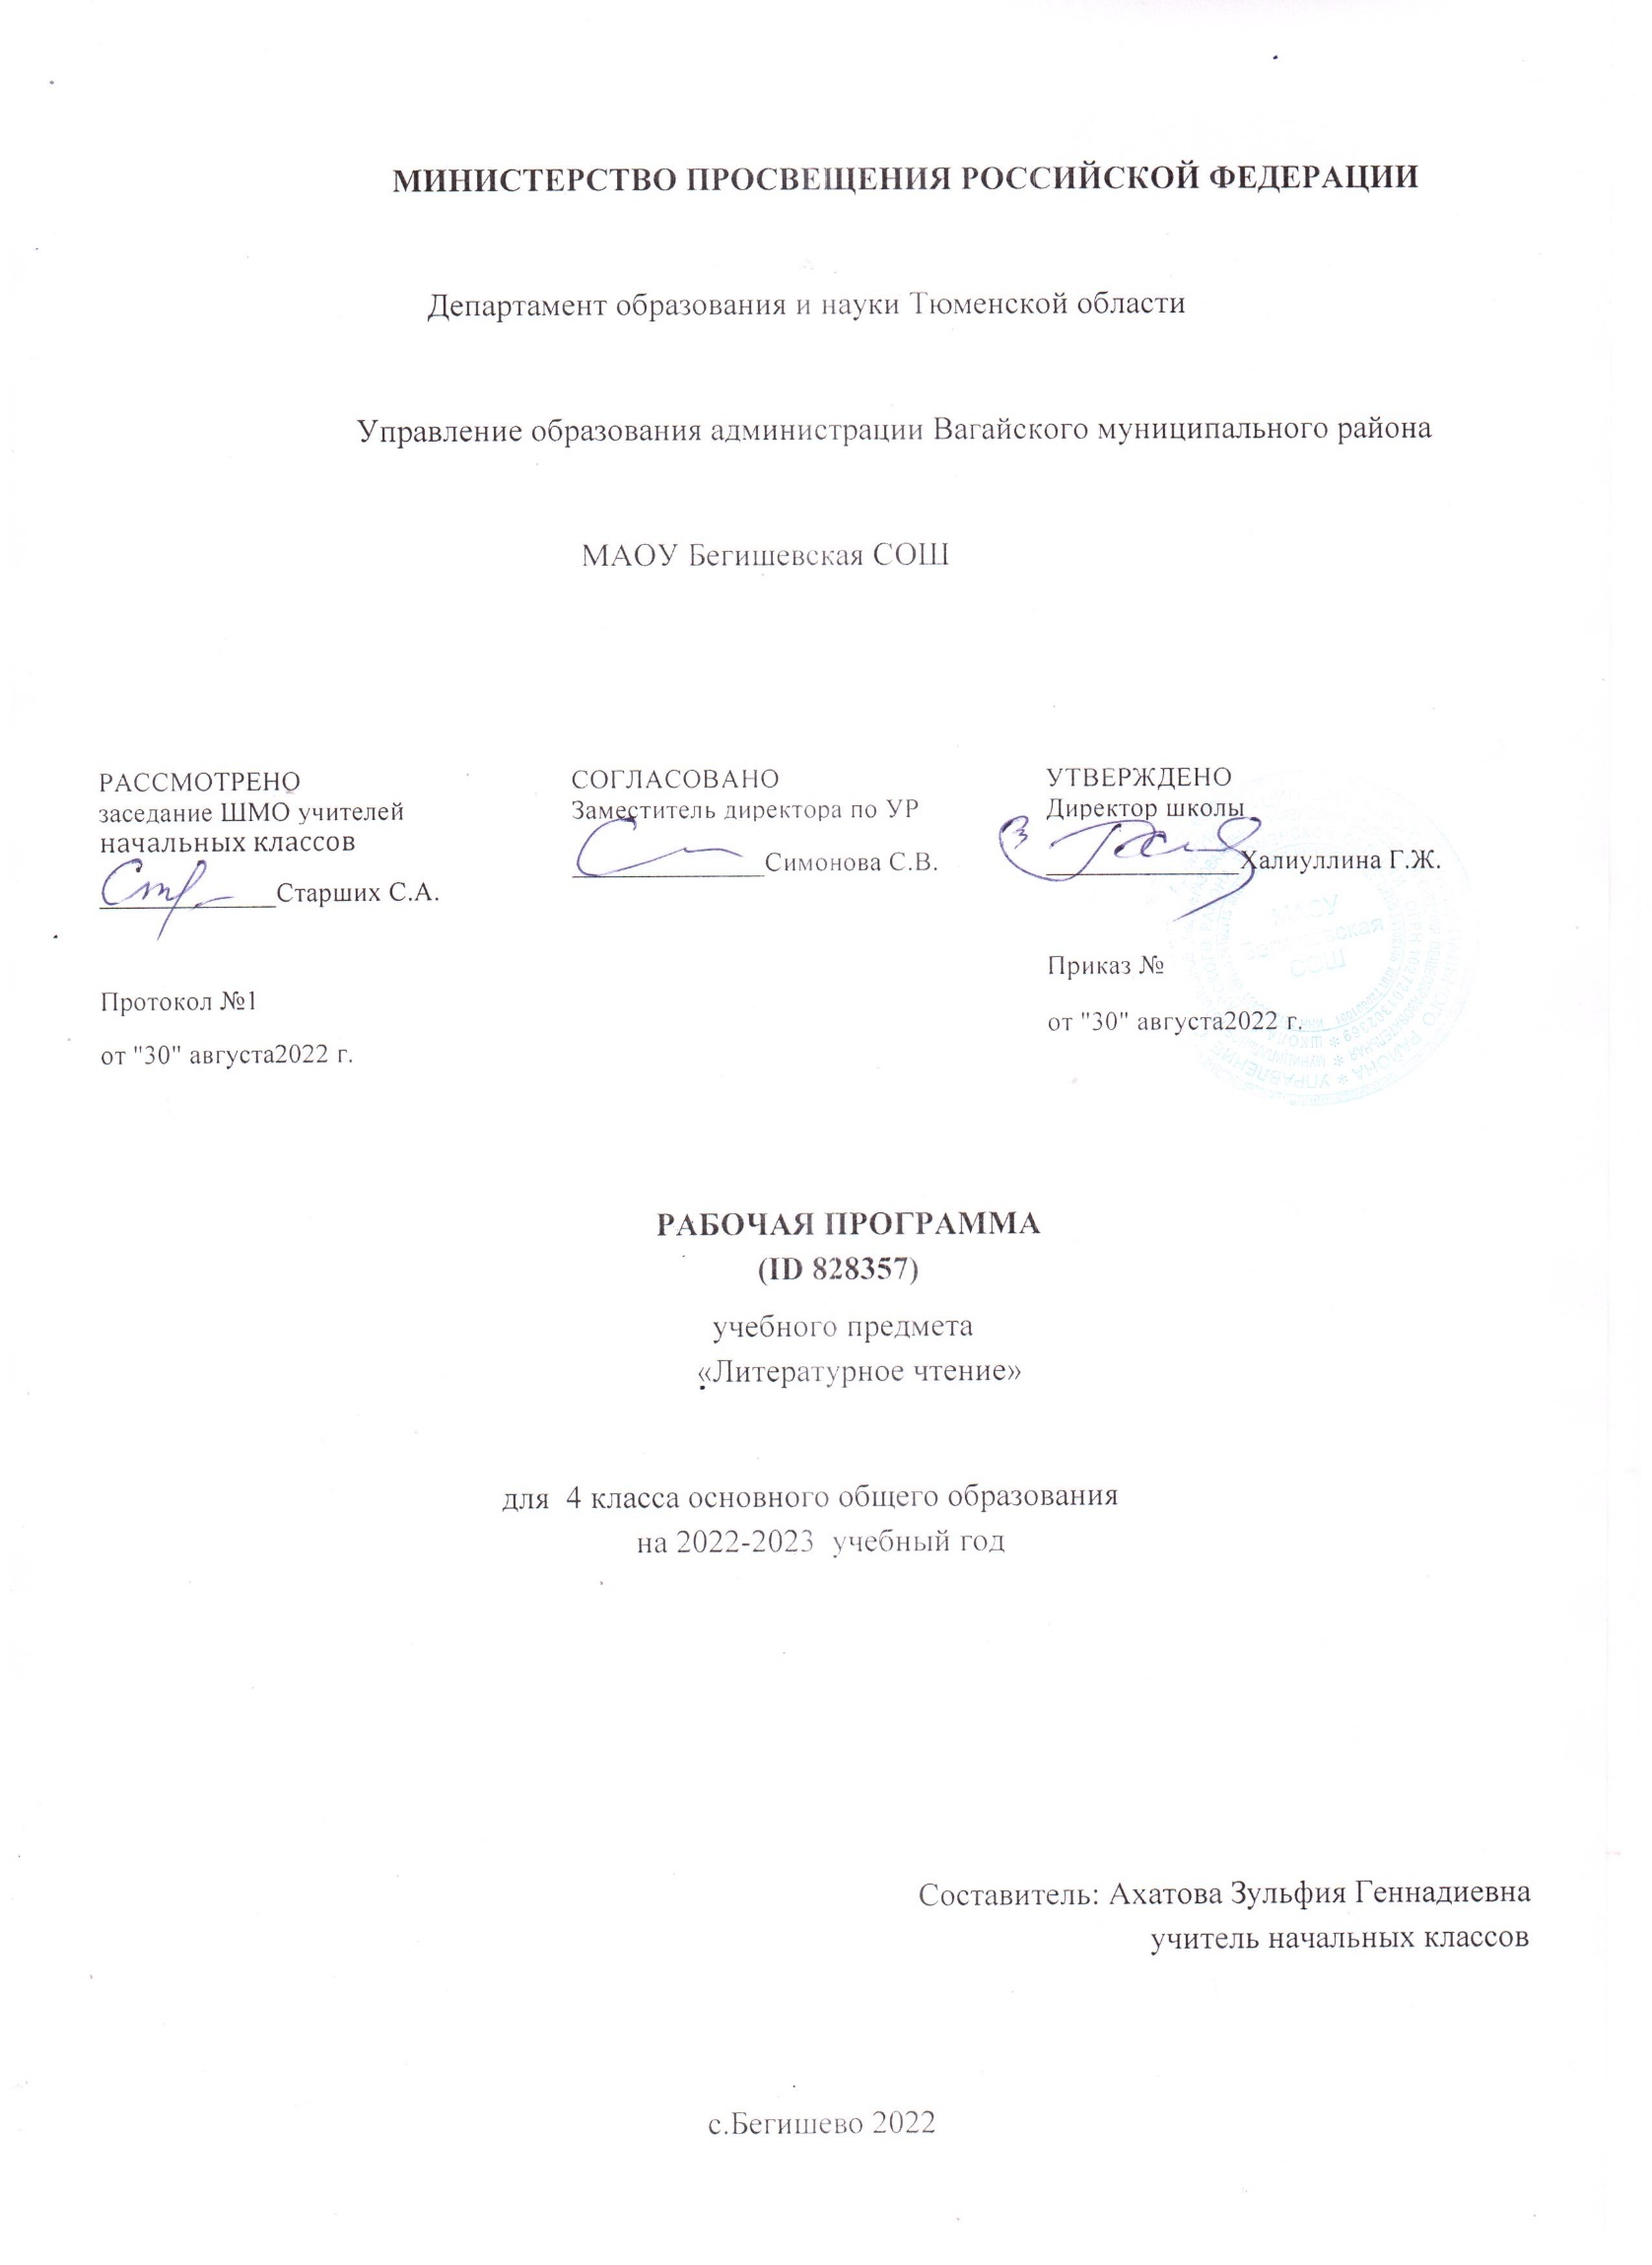 МИНИСТЕРСТВО ПРОСВЕЩЕНИЯ РОССИЙСКОЙ ФЕДЕРАЦИИ
Департамент образования и науки Тюменской области
Управление образования администрации Вагайского муниципального района
МАОУ Бегишевская СОШ
РАССМОТРЕНО
заседание ШМО учителей
начальных классов
Старших С.А.
Протокол №1
от "30" августа2022 г.
СОГЛАСОВАНО
Заместитель директора по УР
Симонова С.В.
УТВЕРЖДЕНО
Директор школы
Халиуллина Г.Ж.
Приказ №
от "30" августа2022 г.
МАОУ
Бегишевская
СОШ
РАБОЧАЯ ПРОГРАММА
(ID 828357)
учебного предмета
«Литературное чтение»
для 4 класса основного общего образования
на 2022-2023 учебный год
Составитель: Ахатова Зульфия Геннадиевна
учитель начальных классов
с.Бегишево 2022